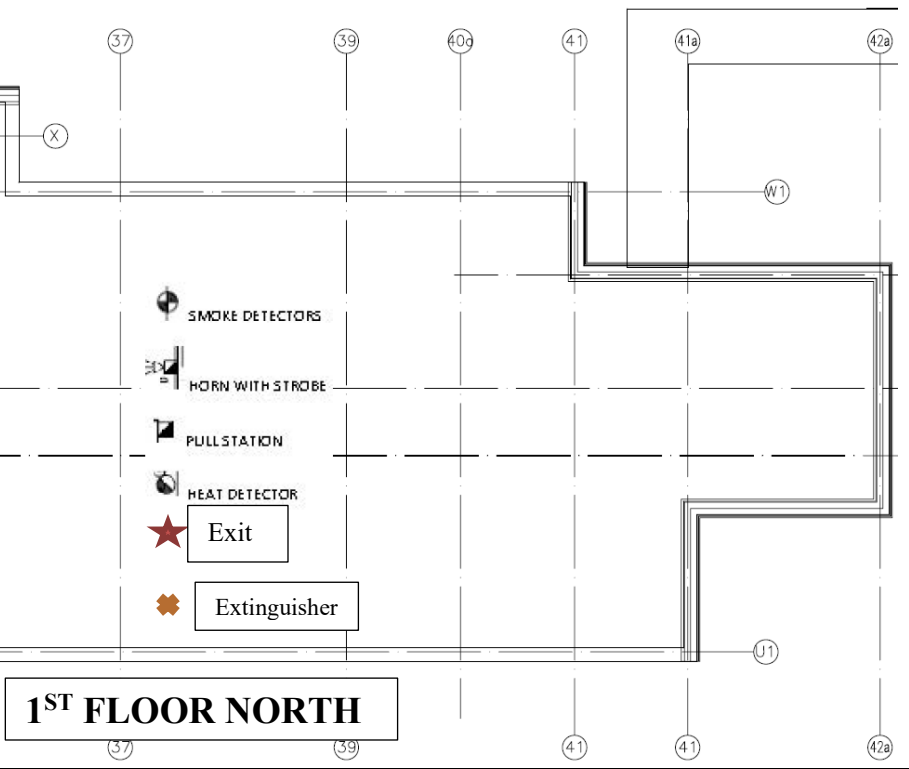 37
39
40a
41
41a
42a
X
W1
SMOKE DETECTORS
HORN WITH STROBE
PULL STATION
HEAT DETECTOR
Exit
Extinguisher
U1
1ST FLOOR NORTH
37
39
41
41
42a